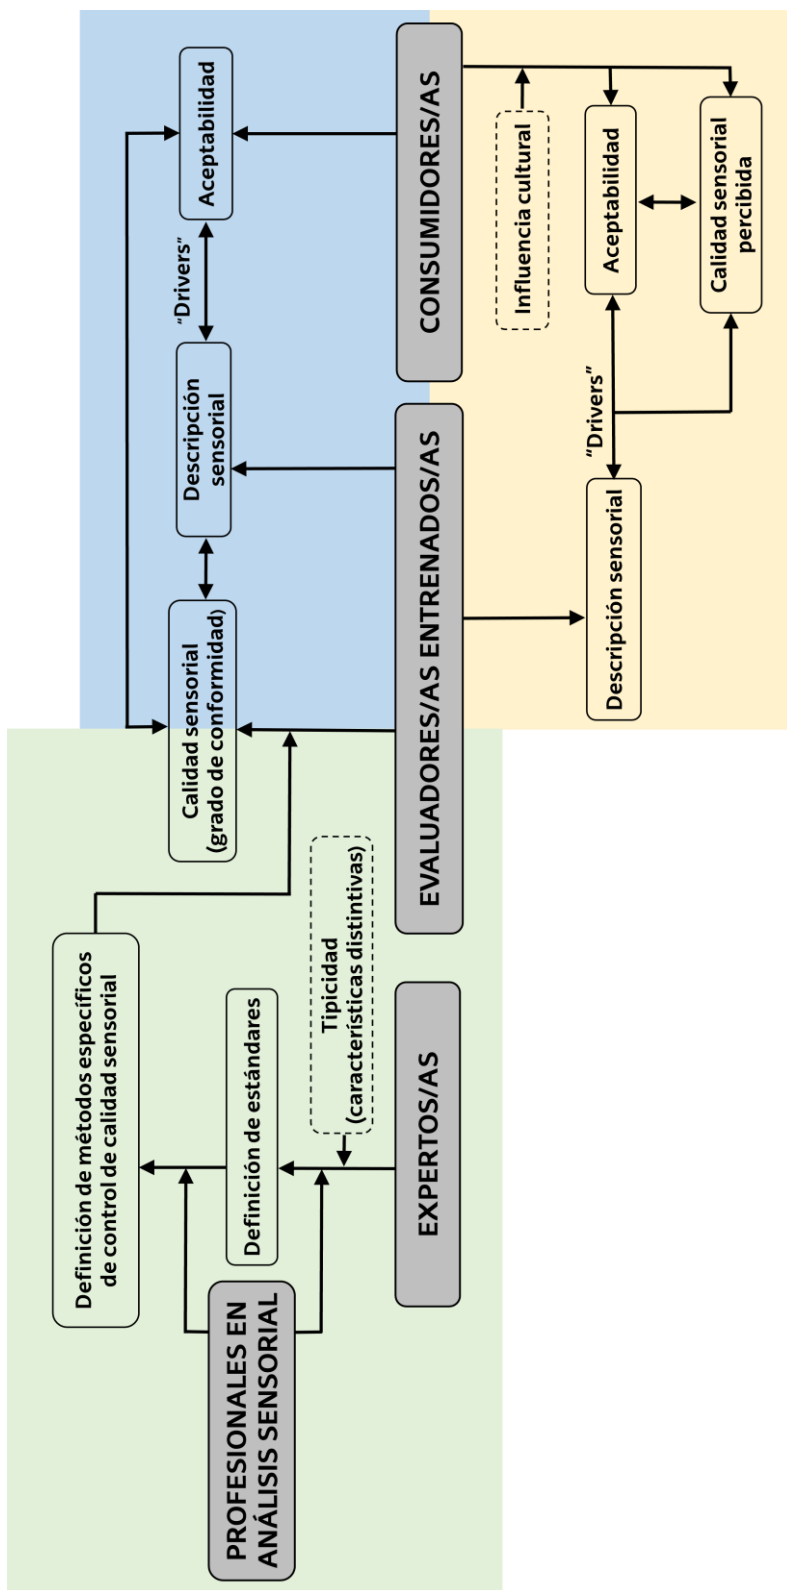 Definición de métodos específicos
de control de calidad sensorial
PROFESIONALES EN
ANÁLISIS SENSORIAL
Definición de estándares
Tipicidad
(características distintivas)
EXPERTOS/AS
Calidad sensorial
(grado de conformidad)
Descripción
sensorial
"Drivers"
Aceptabilidad
EVALUADORES/AS ENTRENADOS/AS
CONSUMIDORES/AS
Influencia cultural
Descripción sensorial
"Drivers"
Aceptabilidad
Calidad sensorial
percibida